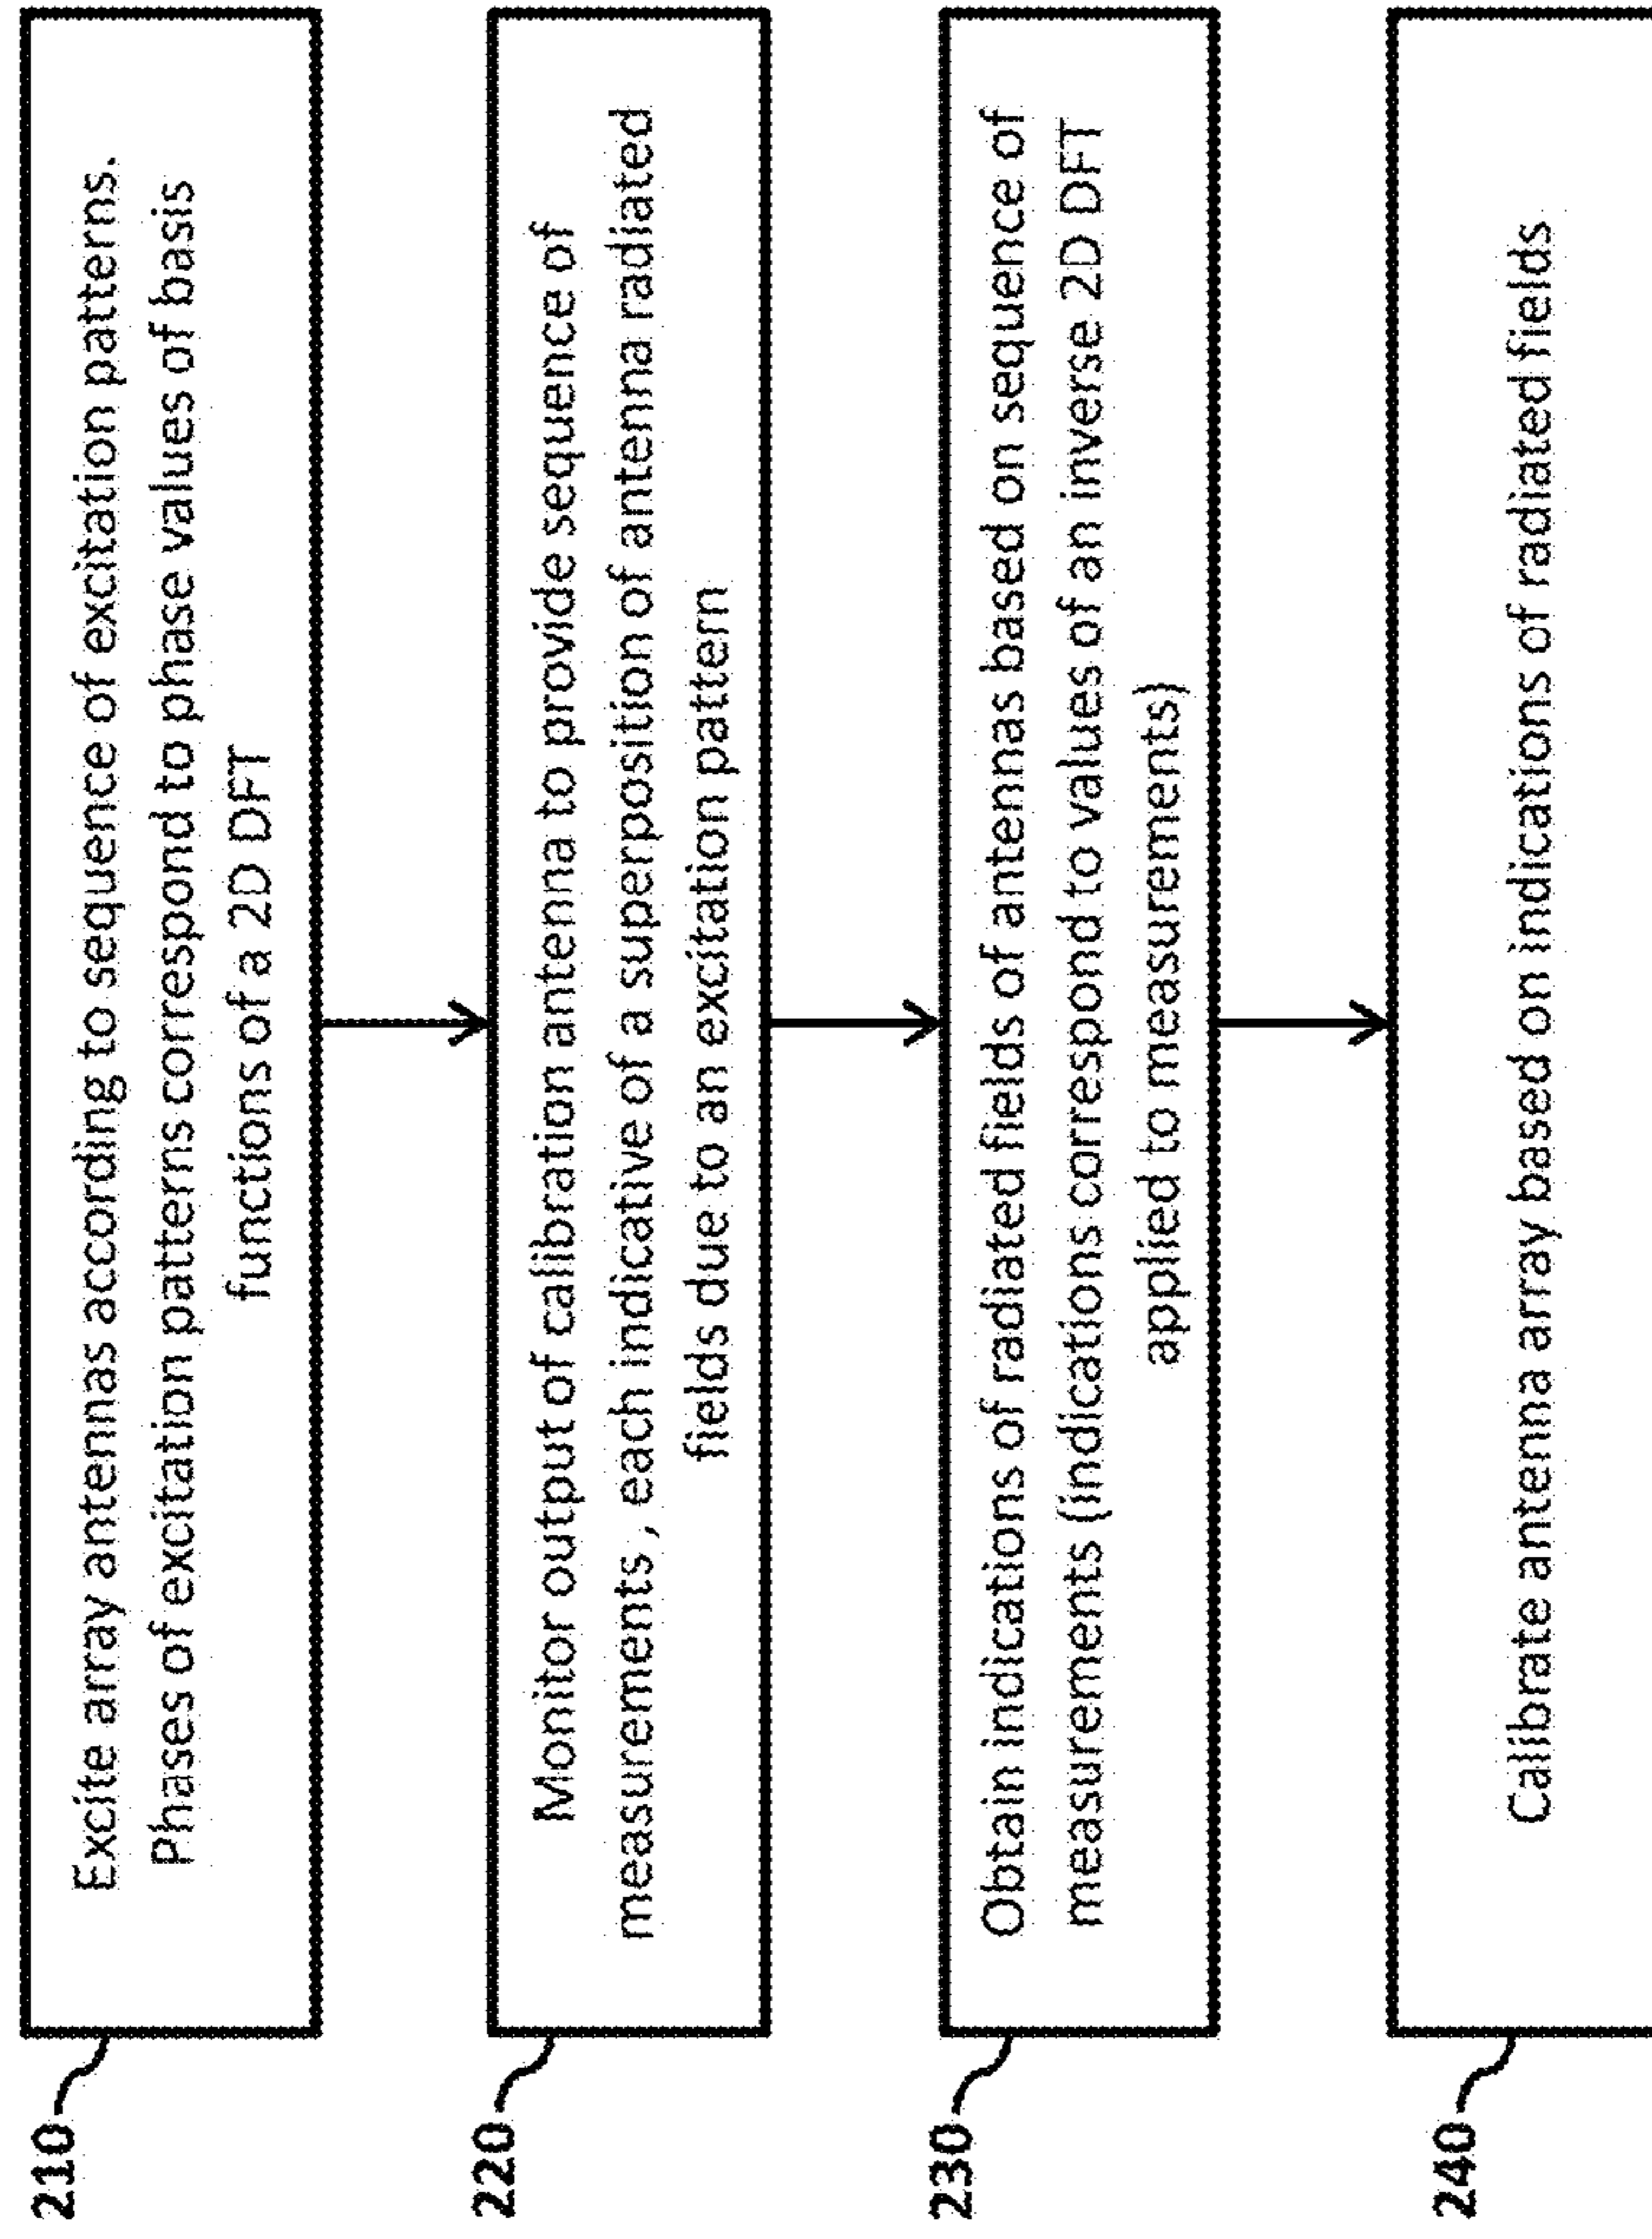 210
Excite array antennas according to sequence of excitation patterns.
Phases of excitation patterns correspond to phase values of basis
functions of a 2D DFT
220
Monitor output of calibration antenna to provide sequence of
measurements, each indicative of a superposition of antenna radiated
fields due to an excitation pattern
230
Obtain indications of radiated fields of antennas based on sequence of
measurements (indications correspond to values of an inverse 2D DFT
applied to measurements)
240
Calibrate antenna array based on indications of radiated fields